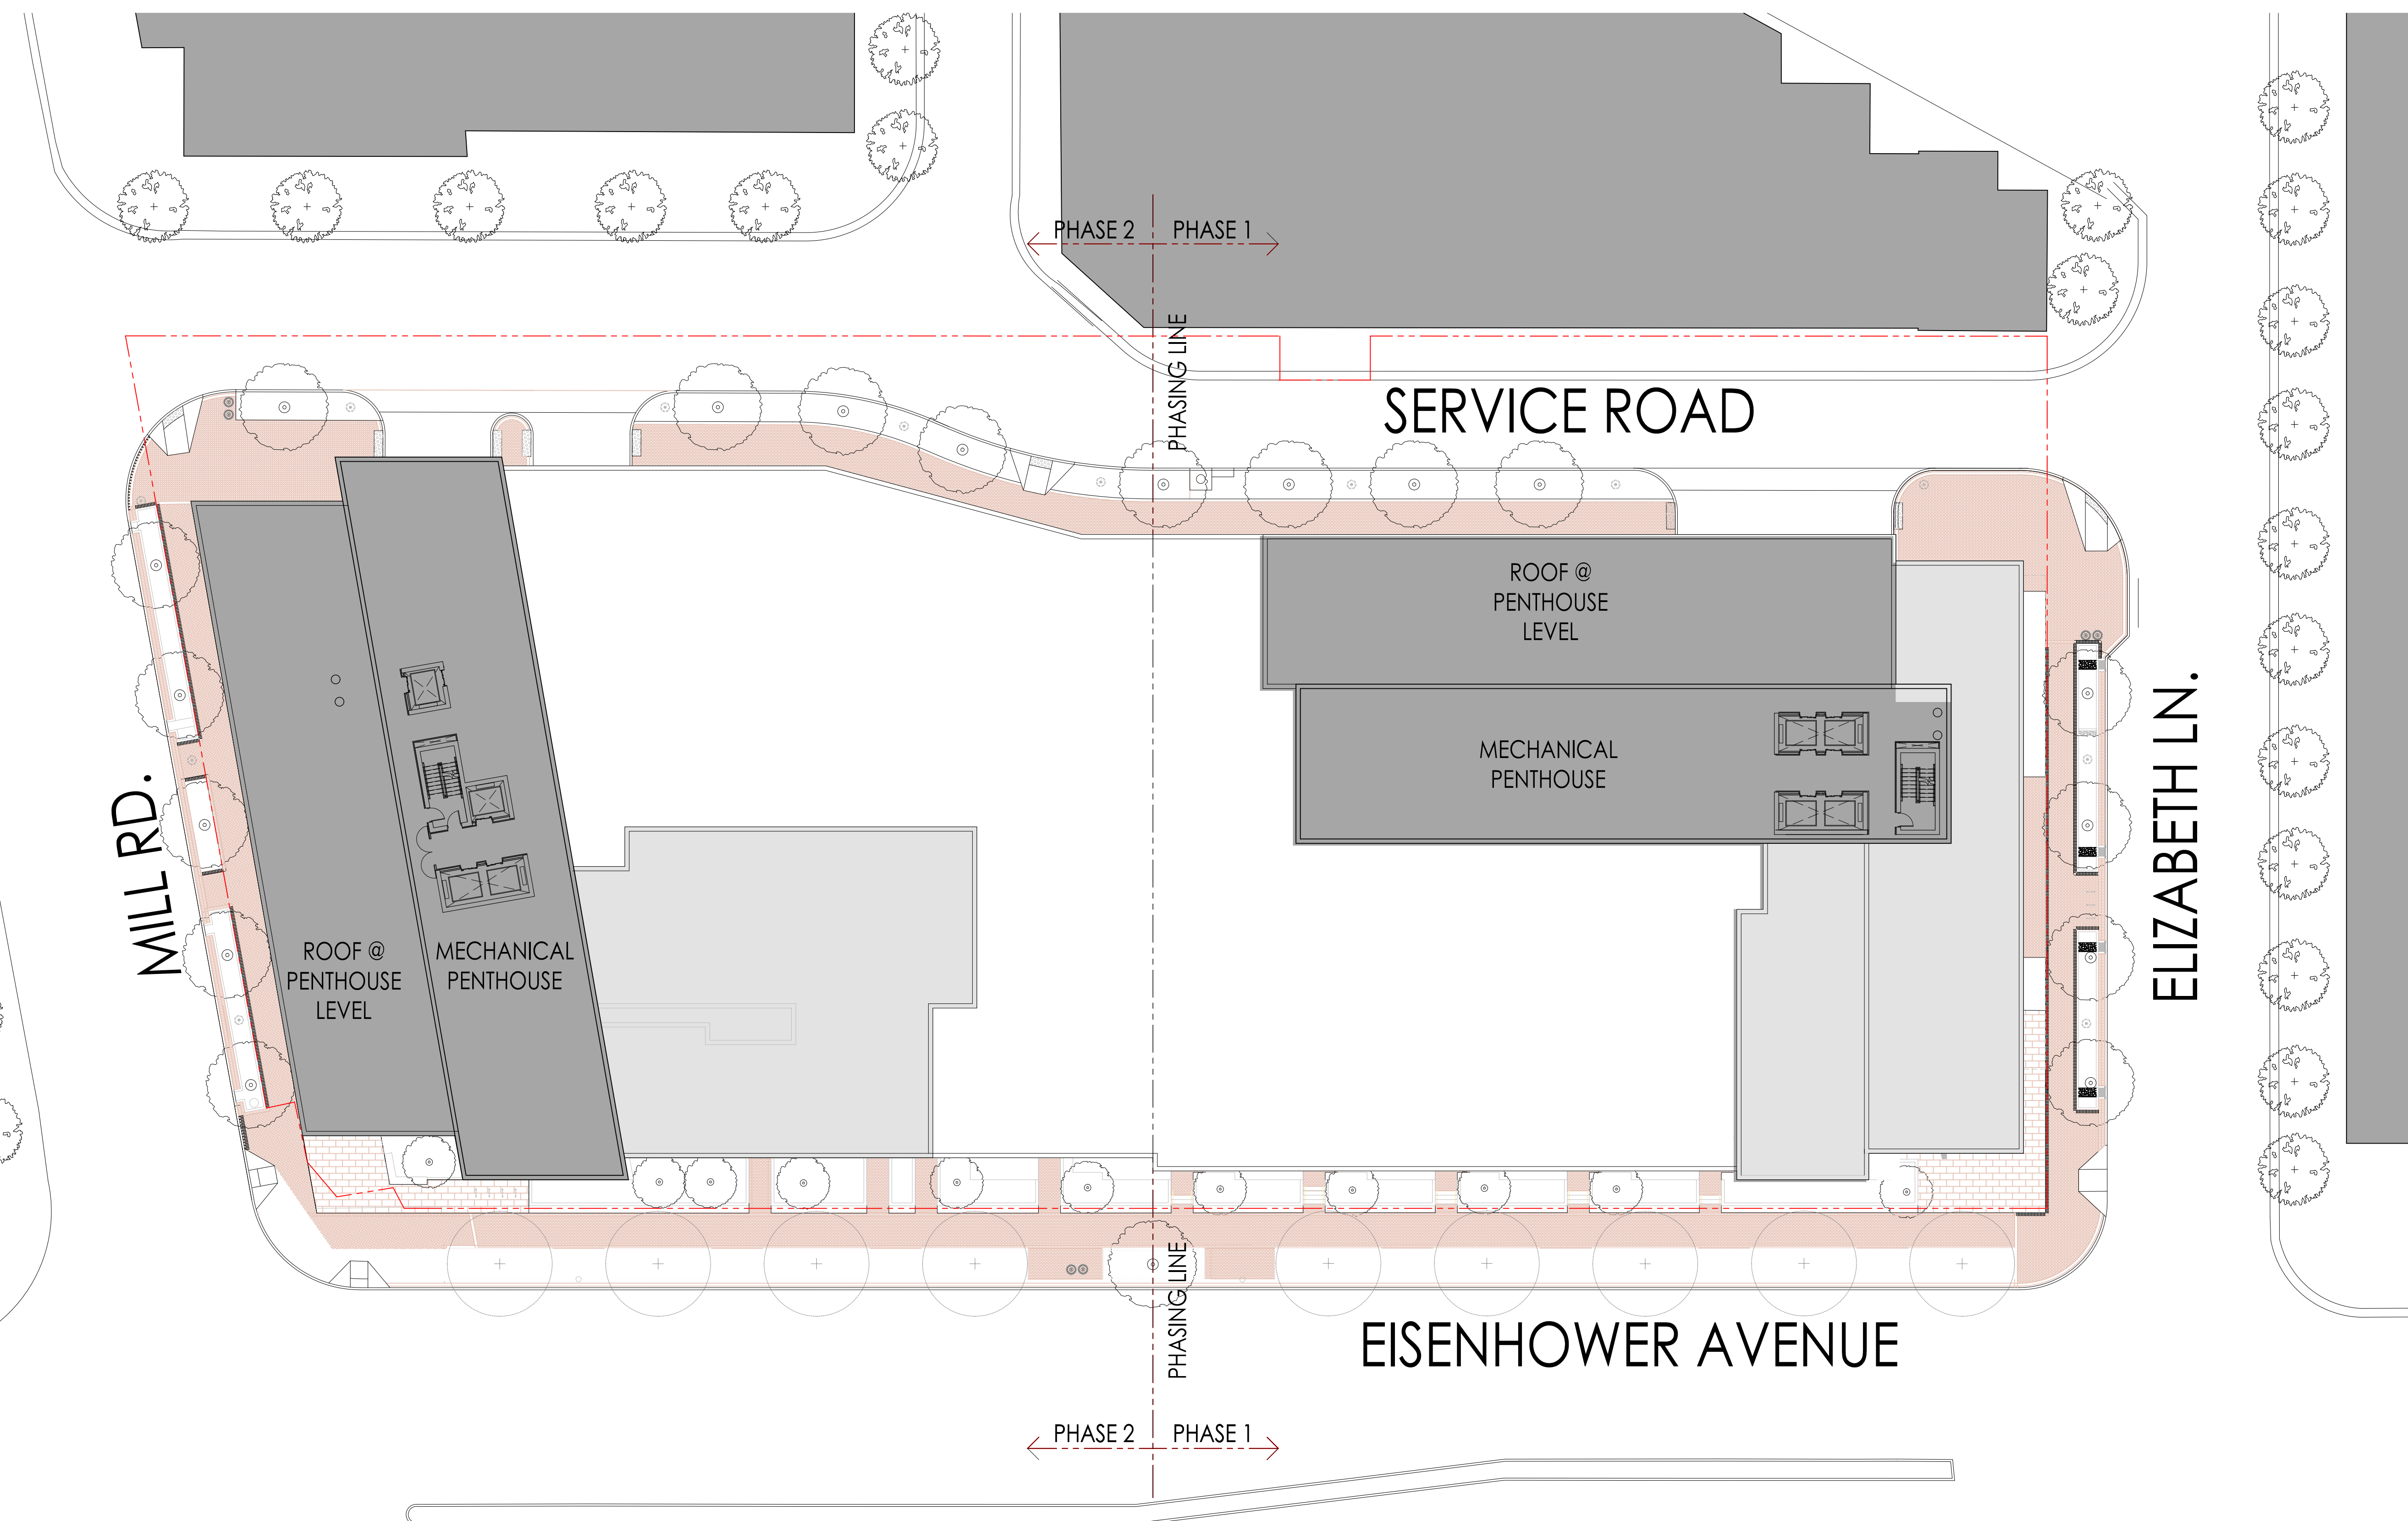 PHASE 2
PHASE 1
PHASING LINE
SERVICE ROAD
ROOF @
PENTHOUSE
LEVEL
MECHANICAL
PENTHOUSE
MILL RD.
ELIZABETH LN.
ROOF @
PENTHOUSE
LEVEL
MECHANICAL
PENTHOUSE
PHASING LINE
EISENHOWER AVENUE
PHASE 2
PHASE 1